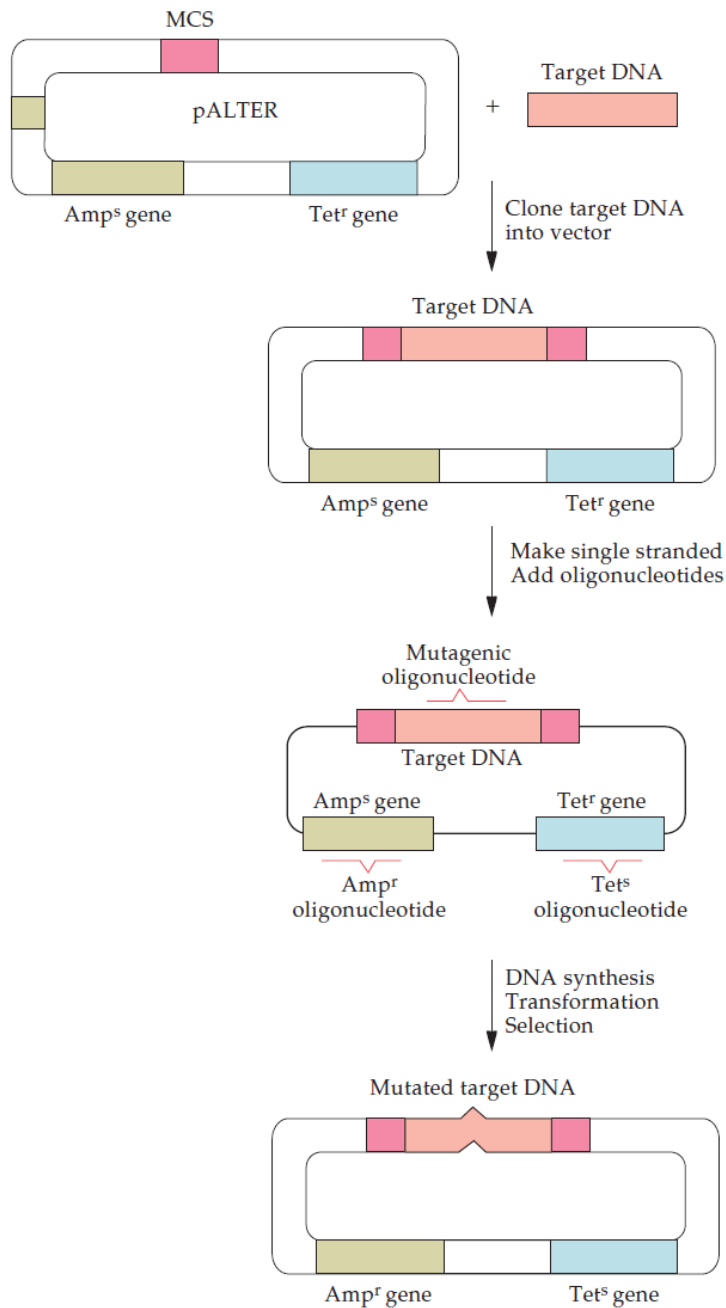 MCS
pALTER
+
Target DNA
Ampˢ gene
Tetʳ gene
Clone target DNA
into vector
Target DNA
Ampˢ gene
Tetʳ gene
Make single stranded
Add oligonucleotides
Mutagenic
oligonucleotide
Target DNA
Ampˢ gene
Tetʳ gene
Ampʳ
oligonucleotide
Tetˢ
oligonucleotide
DNA synthesis
Transformation
Selection
Mutated target DNA
Ampʳ gene
Tetˢ gene